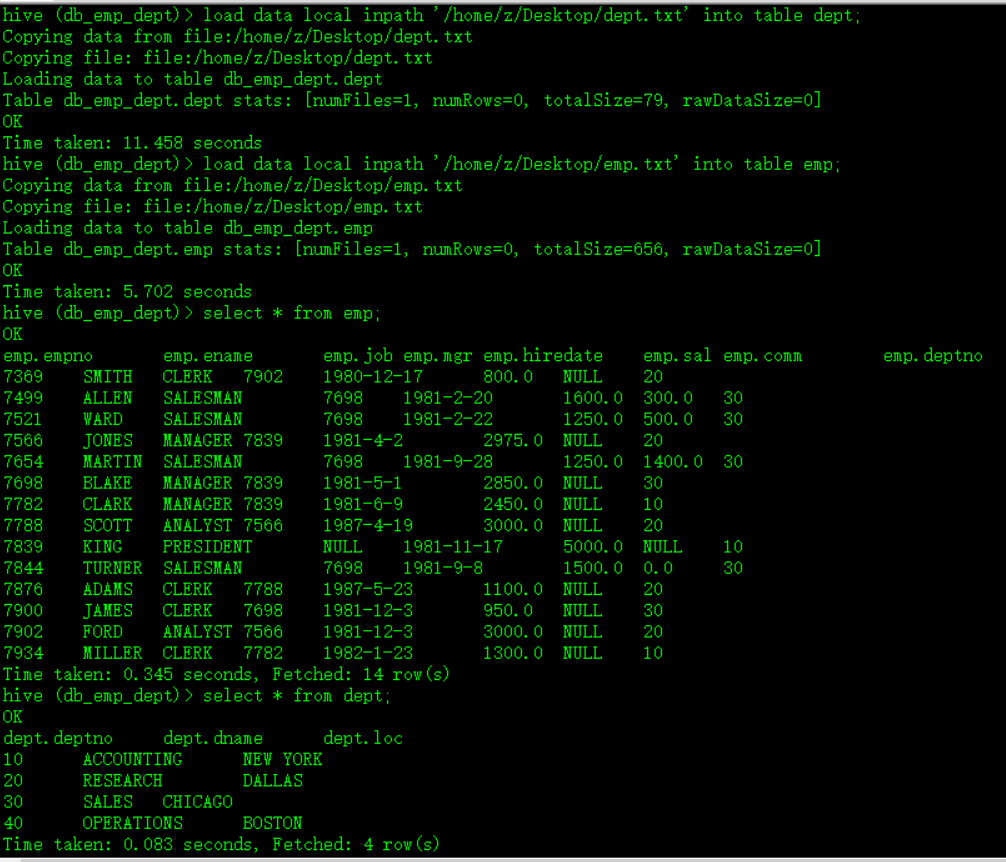 hive (db_emp_dept)> load data local inpath '/home/z/Desktop/dept.txt' into table dept;
Copying data from file:/home/z/Desktop/dept.txt
Copying file: file:/home/z/Desktop/dept.txt
Loading data to table db_emp_dept.dept
Table db_emp_dept.dept stats: [numFiles=1, numRows=0, totalSize=79, rawDataSize=0]
OK
Time taken: 11.458 seconds
hive (db_emp_dept)> load data local inpath '/home/z/Desktop/emp.txt' into table emp;
Copying data from file:/home/z/Desktop/emp.txt
Copying file: file:/home/z/Desktop/emp.txt
Loading data to table db_emp_dept.emp
Table db_emp_dept.emp stats: [numFiles=1, numRows=0, totalSize=656, rawDataSize=0]
OK
Time taken: 5.702 seconds
hive (db_emp_dept)> select * from emp;
OK
emp.empno emp.ename emp.job emp.mgr emp.hiredate emp.sal emp.comm emp.deptno
7369 SMITH CLERK 7902 1980-12-17 800.0 NULL 20
7499 ALLEN SALESMAN 7698 1981-2-20 1600.0 300.0 30
7521 WARD SALESMAN 7698 1981-2-22 1250.0 500.0 30
7566 JONES MANAGER 7839 1981-4-2 2975.0 NULL 20
7654 MARTIN SALESMAN 7698 1981-9-28 1250.0 1400.0 30
7698 BLAKE MANAGER 7839 1981-5-1 2850.0 NULL 30
7782 CLARK MANAGER 7839 1981-6-9 2450.0 NULL 10
7788 SCOTT ANALYST 7566 1987-4-19 3000.0 NULL 20
7839 KING PRESIDENT NULL 1981-11-17 5000.0 NULL 10
7844 TURNER SALESMAN 7698 1981-9-8 1500.0 0.0 30
7876 ADAMS CLERK 7788 1987-5-23 1100.0 NULL 20
7900 JAMES CLERK 7698 1981-12-3 950.0 NULL 30
7902 FORD ANALYST 7566 1981-12-3 3000.0 NULL 20
7934 MILLER CLERK 7782 1982-1-23 1300.0 NULL 10
Time taken: 0.345 seconds, Fetched: 14 row(s)
hive (db_emp_dept)> select * from dept;
OK
dept.deptno dept.dname dept.loc
10 ACCOUNTING NEW YORK
20 RESEARCH DALLAS
30 SALES CHICAGO
40 OPERATIONS BOSTON
Time taken: 0.083 seconds, Fetched: 4 row(s)